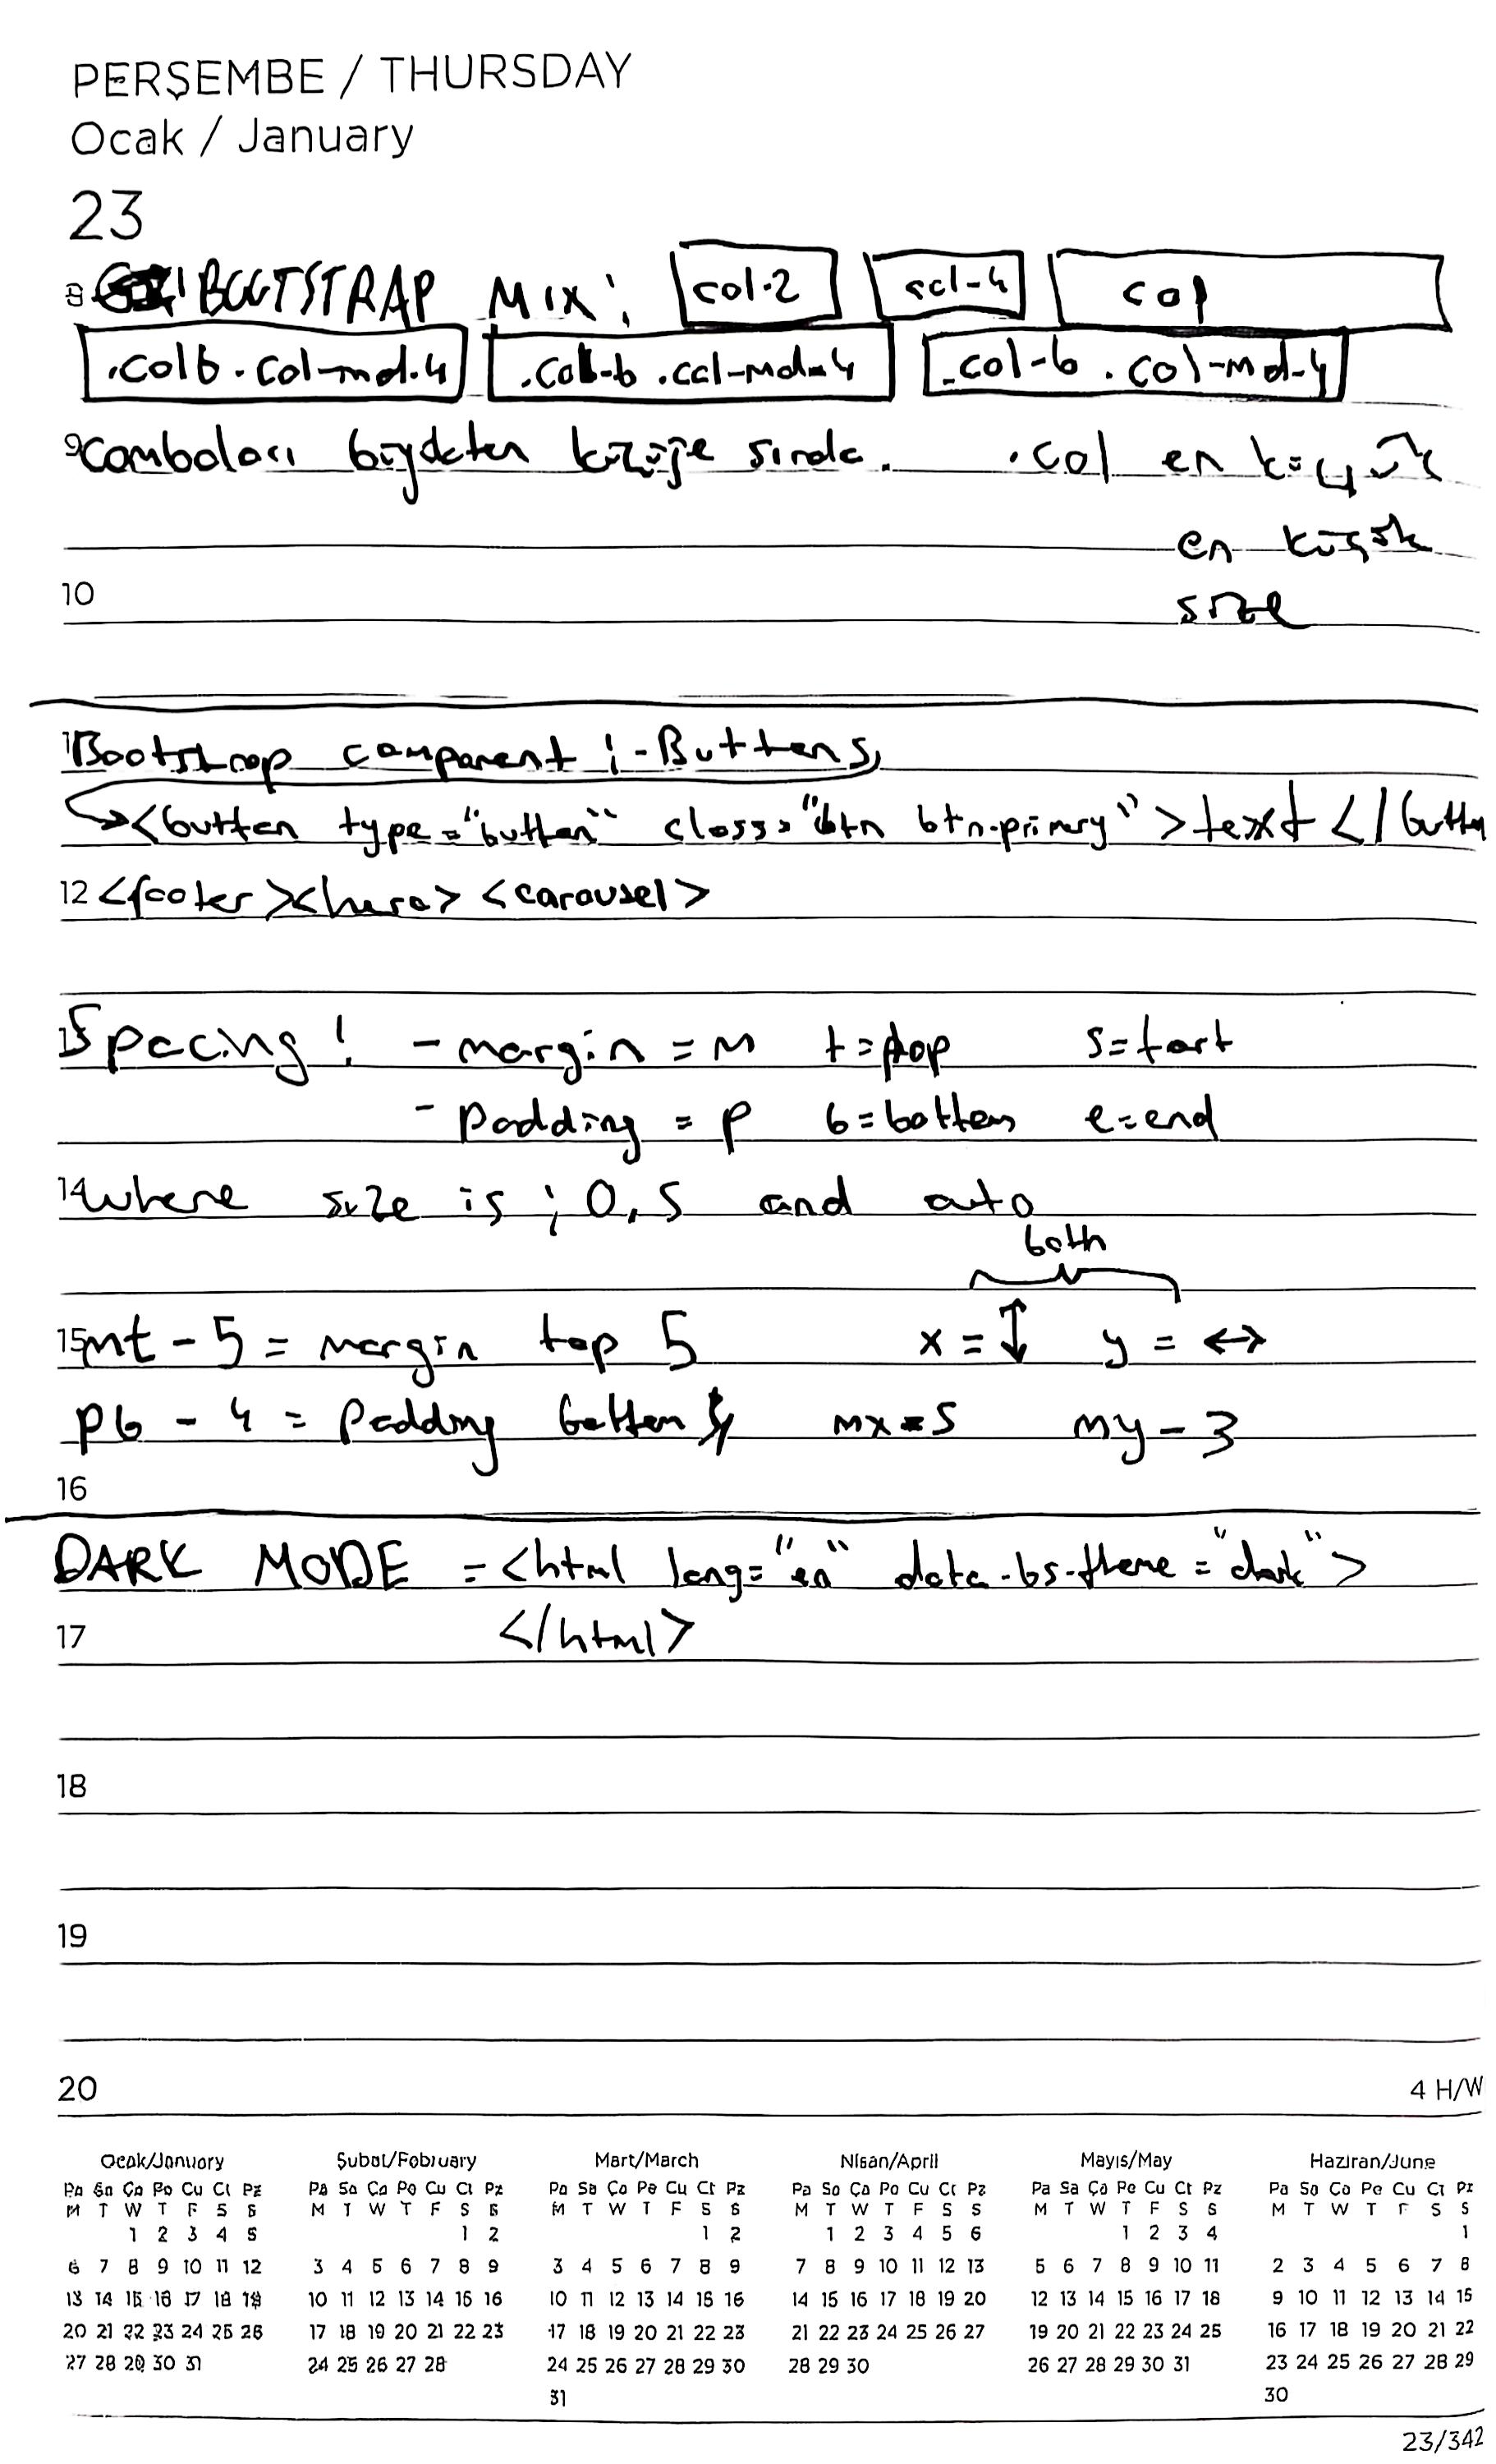 PERŞEMBE / THURSDAY
Ocak / January
23
8 BOOTSTRAP MIX: col-2 col-4 col
.col6 .col-md-4 .col-6 .col-md-4 .col-6 .col-md-4
9 Comboları büyükten küçüğe sırala. .col en küçük
en küçük
size
10
Bootstrap component : -Buttons
→<button type="button" class="btn btn-primary">text</button
12 <footer><hero> <carousel>
Spacing! - margin = m t=top s=tart
- Padding = p b=bottom e=end
14 where size is ; 0,5 and auto
both
15 mt - 5 = margin top 5 x = ↕ y = ↔
pb - 4 = Padding bottom 4 mx=5 my-3
16
DARK MODE = <html lang="en" data-bs-theme="dark">
17 </html>
18
19
20 4 H/W
Ocak/January Şubat/February Mart/March Nisan/April Mayıs/May Haziran/June
Pa Sa Ça Pe Cu Ct Pz Pa Sa Ça Pe Cu Ct Pz Pa Sa Ça Pe Cu Ct Pz Pa Sa Ça Pe Cu Ct Pz Pa Sa Ça Pe Cu Ct Pz Pa Sa Ça Pe Cu Ct Pz
M T W T F S S M T W T F S S M T W T F S S M T W T F S S M T W T F S S M T W T F S S
1 2 3 4 5 1 2 1 2 1 2 3 4 5 6 1 2 3 4 1
6 7 8 9 10 11 12 3 4 5 6 7 8 9 3 4 5 6 7 8 9 7 8 9 10 11 12 13 5 6 7 8 9 10 11 2 3 4 5 6 7 8
13 14 15 16 17 18 19 10 11 12 13 14 15 16 10 11 12 13 14 15 16 14 15 16 17 18 19 20 12 13 14 15 16 17 18 9 10 11 12 13 14 15
20 21 22 23 24 25 26 17 18 19 20 21 22 23 17 18 19 20 21 22 23 21 22 23 24 25 26 27 19 20 21 22 23 24 25 16 17 18 19 20 21 22
27 28 29 30 31 24 25 26 27 28 24 25 26 27 28 29 30 28 29 30 26 27 28 29 30 31 23 24 25 26 27 28 29
31 30
23/342